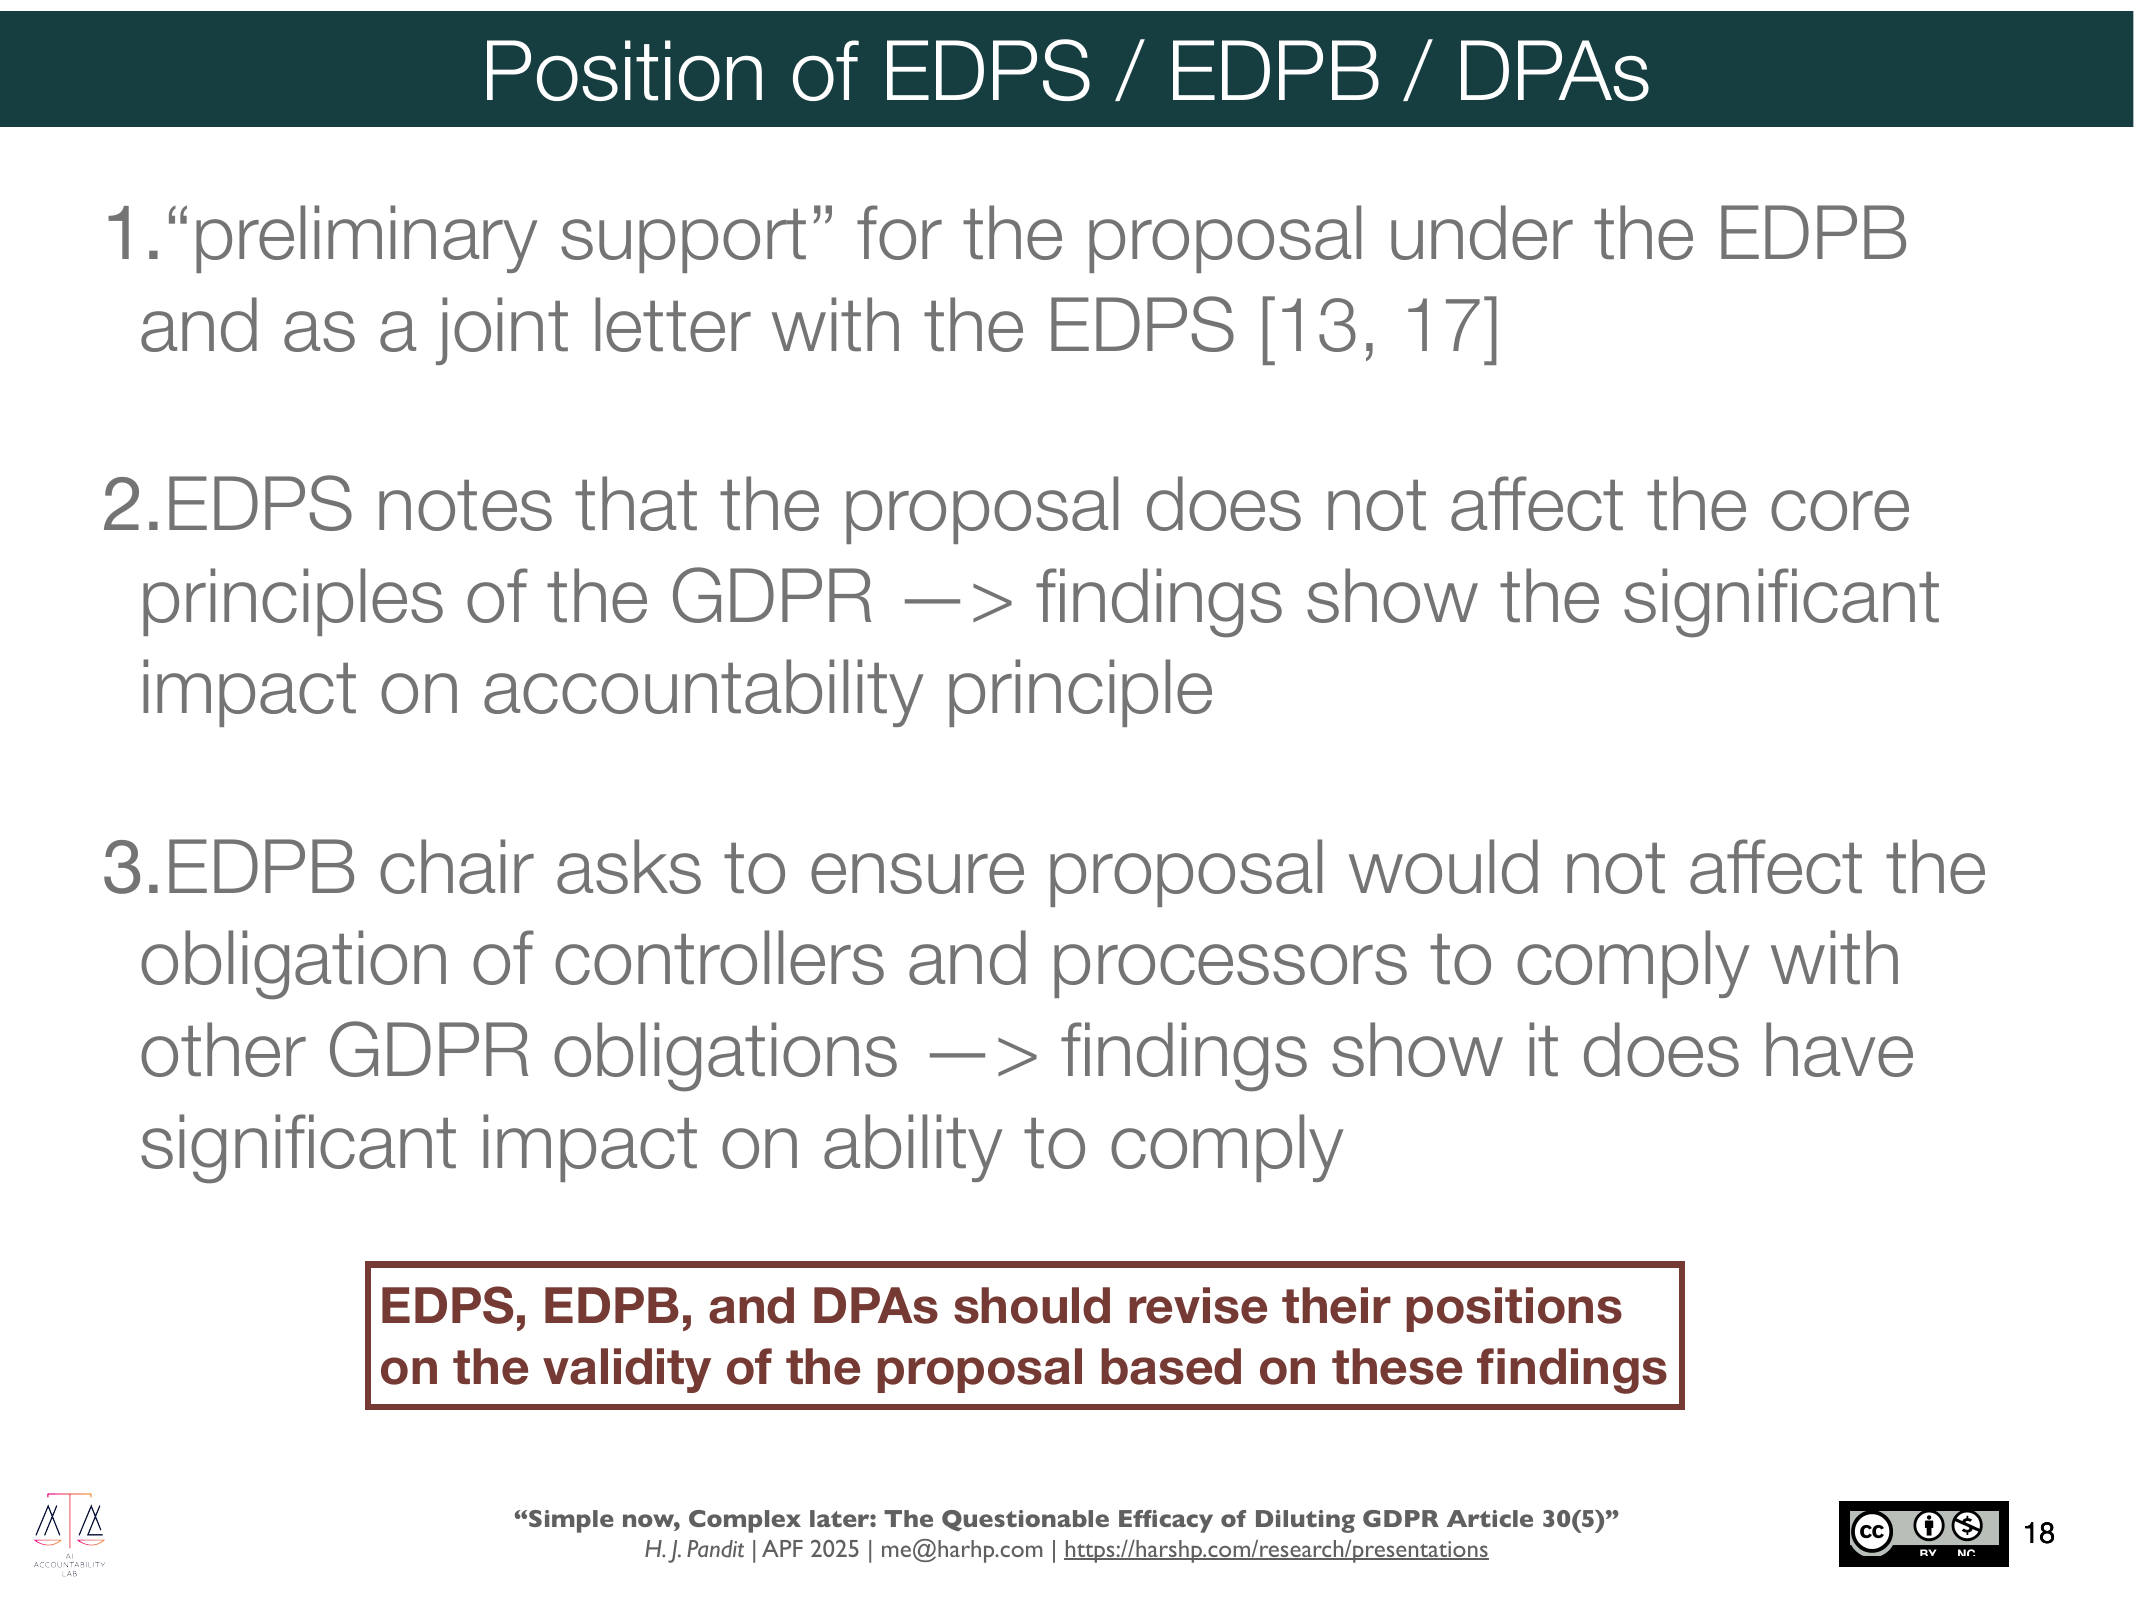 Position of EDPS / EDPB / DPAs
1.“preliminary support” for the proposal under the EDPB
and as a joint letter with the EDPS [13, 17]
2.EDPS notes that the proposal does not affect the core
principles of the GDPR —> findings show the significant
impact on accountability principle
3.EDPB chair asks to ensure proposal would not affect the
obligation of controllers and processors to comply with
other GDPR obligations —> findings show it does have
significant impact on ability to comply
EDPS, EDPB, and DPAs should revise their positions
on the validity of the proposal based on these findings
AI
ACCOUNTABILITY
LAB
“Simple now, Complex later: The Questionable Efficacy of Diluting GDPR Article 30(5)”
H. J. Pandit | APF 2025 | me@harhp.com | https://harshp.com/research/presentations
cc
BY NC
18